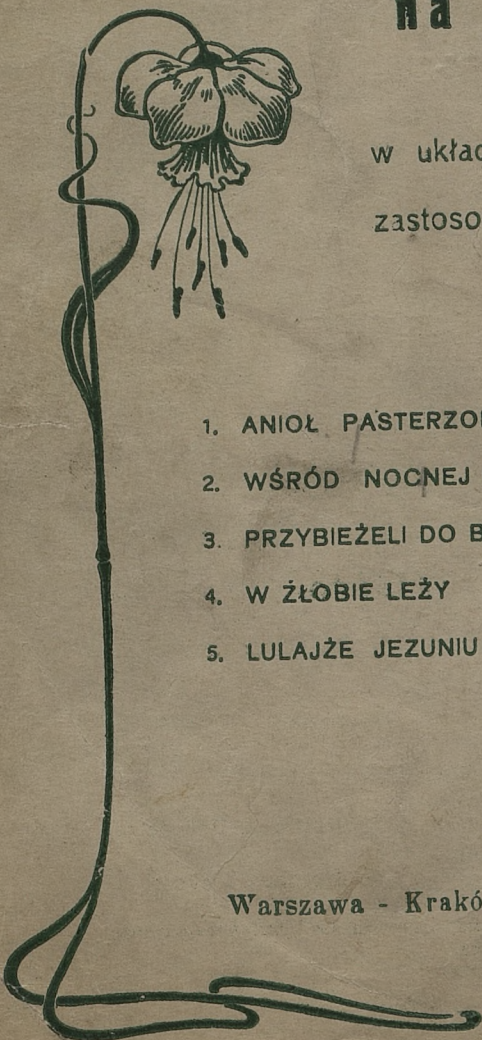 na
w ukła
zastoso
1. ANIOŁ PASTERZO
2. WŚRÓD NOCNEJ
3. PRZYBIEŻELI DO B
4. W ŻŁOBIE LEŻY
5. LULAJŻE JEZUNIU
Warszawa - Krakó